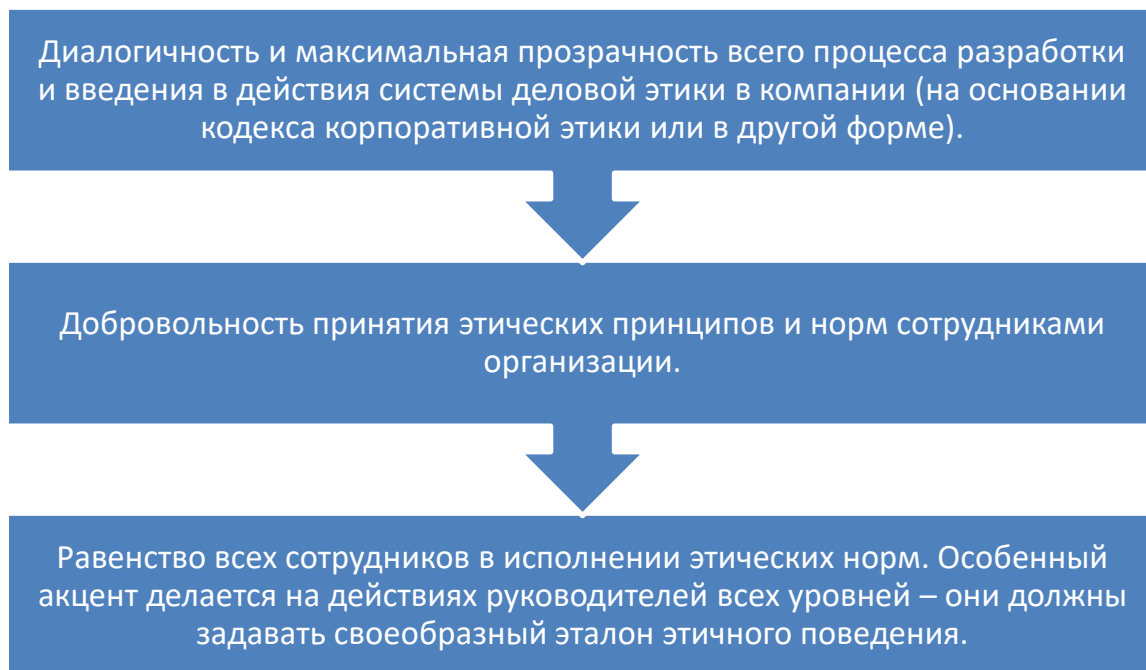 Диалогичность и максимальная прозрачность всего процесса разработки
и введения в действия системы деловой этики в компании (на основании
кодекса корпоративной этики или в другой форме).
Добровольность принятия этических принципов и норм сотрудниками
организации.
Равенство всех сотрудников в исполнении этических норм. Особенный
акцент делается на действиях руководителей всех уровней – они должны
задавать своеобразный эталон этичного поведения.